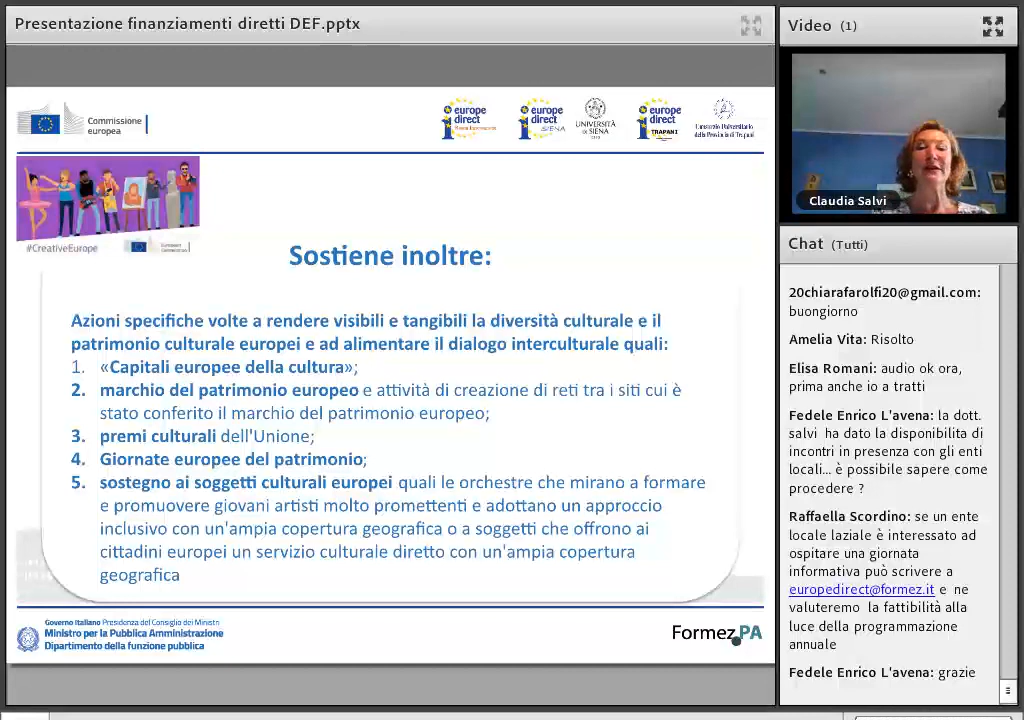 Presentazione finanziamenti diretti DEF.pptx
Commissione
europea
europe
direct
europe
direct
SIENA
UNIVERSITÀ
DI SIENA
1240
europe
direct
TRAPANI
Consorzio Universitario
della Provincia di Trapani
#CreativeEurope
Sostiene inoltre:
Azioni specifiche volte a rendere visibili e tangibili la diversità culturale e il
patrimonio culturale europei e ad alimentare il dialogo interculturale quali:
1. «Capitali europee della cultura»;
2. marchio del patrimonio europeo e attività di creazione di reti tra i siti cui è
stato conferito il marchio del patrimonio europeo;
3. premi culturali dell'Unione;
4. Giornate europee del patrimonio;
5. sostegno ai soggetti culturali europei quali le orchestre che mirano a formare
e promuovere giovani artisti molto promettenti e adottano un approccio
inclusivo con un'ampia copertura geografica o a soggetti che offrono ai
cittadini europei un servizio culturale diretto con un'ampia copertura
geografica
Governo Italiano Presidenza del Consiglio dei Ministri
Ministro per la Pubblica Amministrazione
Dipartimento della funzione pubblica
Formez.PA
Video (1)
Claudia Salvi
Chat (Tutti)
20chiarafarolfi20@gmail.com:
buongiorno
Amelia Vita: Risolto
Elisa Romani: audio ok ora,
prima anche io a tratti
Fedele Enrico L'avena: la dott.
salvi ha dato la disponibilita di
incontri in presenza con gli enti
locali... è possibile sapere come
procedere ?
Raffaella Scordino: se un ente
locale laziale è interessato ad
ospitare una giornata
informativa può scrivere a
europedirect@formez.it e ne
valuteremo la fattibilità alla
luce della programmazione
annuale
Fedele Enrico L'avena: grazie